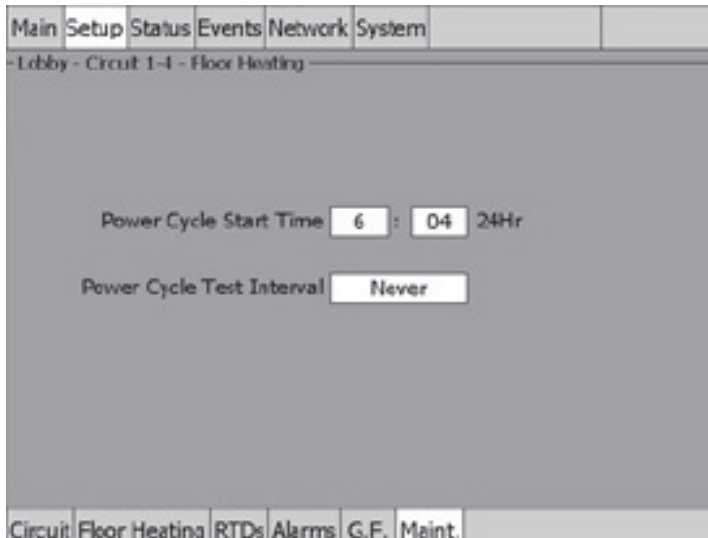 Main Setup Status Events Network System
Lobby - Circuit 1-4 - Floor Heating
Power Cycle Start Time 6 : 04 24Hr
Power Cycle Test Interval Never
Circuit Floor Heating RTDs Alarms G.F. Maint.